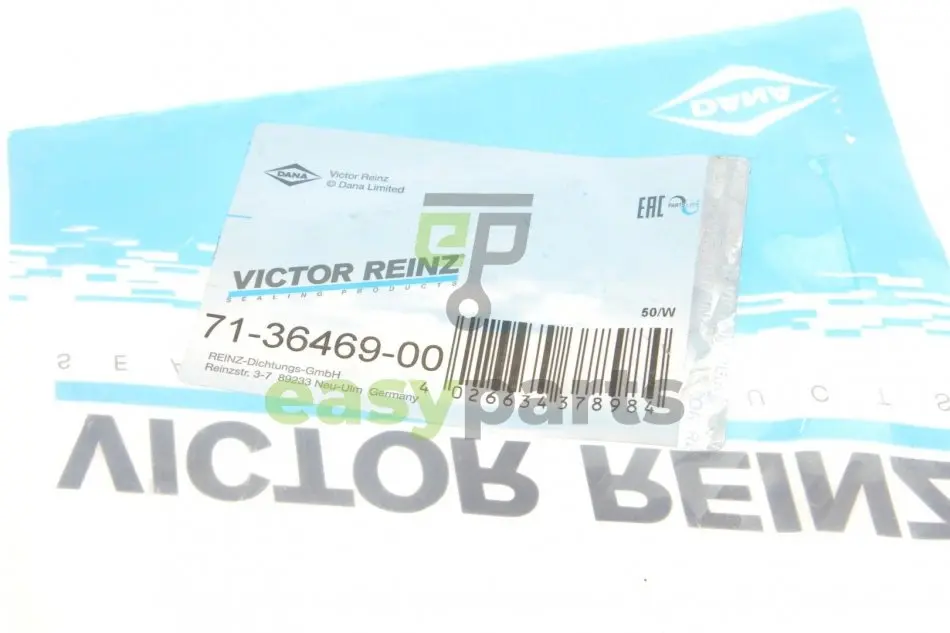 DANA
DANA
Victor Reinz
© Dana Limited
EAC
ep
VICTOR REINZ
SEALING PRODUCTS
50/W
71-36469-00
REINZ-Dichtungs-GmbH
Reinzstr. 3-7 89233 Neu-Ulm Germany
4 026634 378984
easyparts
VICTOR REINZ